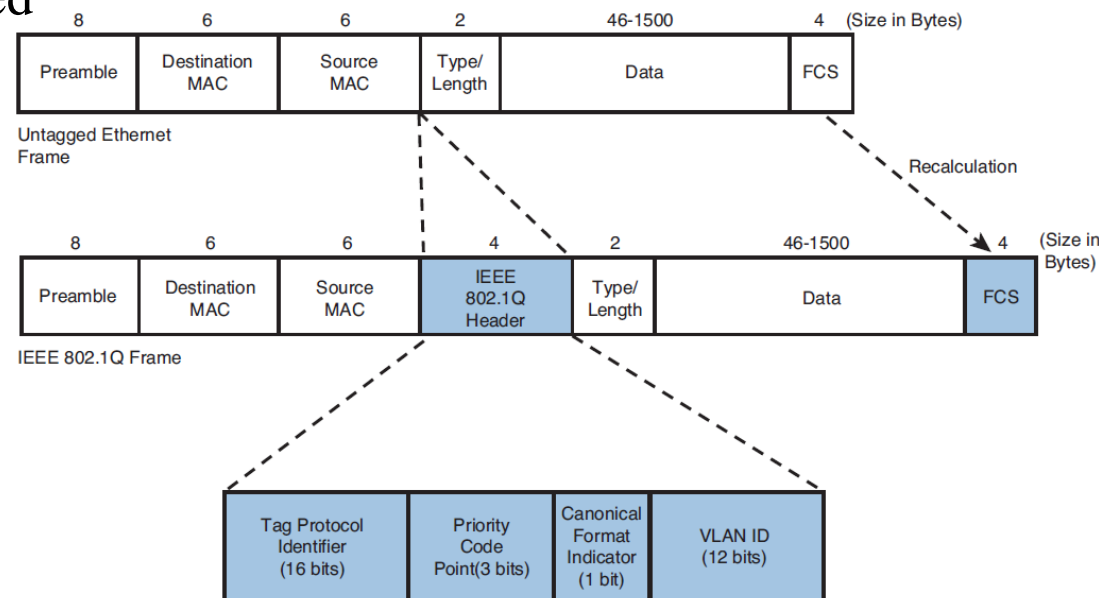 ed
8 6 6 2 46-1500 4 (Size in Bytes)
Preamble
Destination
MAC
Source
MAC
Type/
Length
Data
FCS
Untagged Ethernet
Frame
Recalculation
8 6 6 4 2 46-1500 4 (Size in
Bytes)
Preamble
Destination
MAC
Source
MAC
IEEE
802.1Q
Header
Type/
Length
Data
FCS
IEEE 802.1Q Frame
Tag Protocol
Identifier
(16 bits)
Priority
Code
Point(3 bits)
Canonical
Format
Indicator
(1 bit)
VLAN ID
(12 bits)